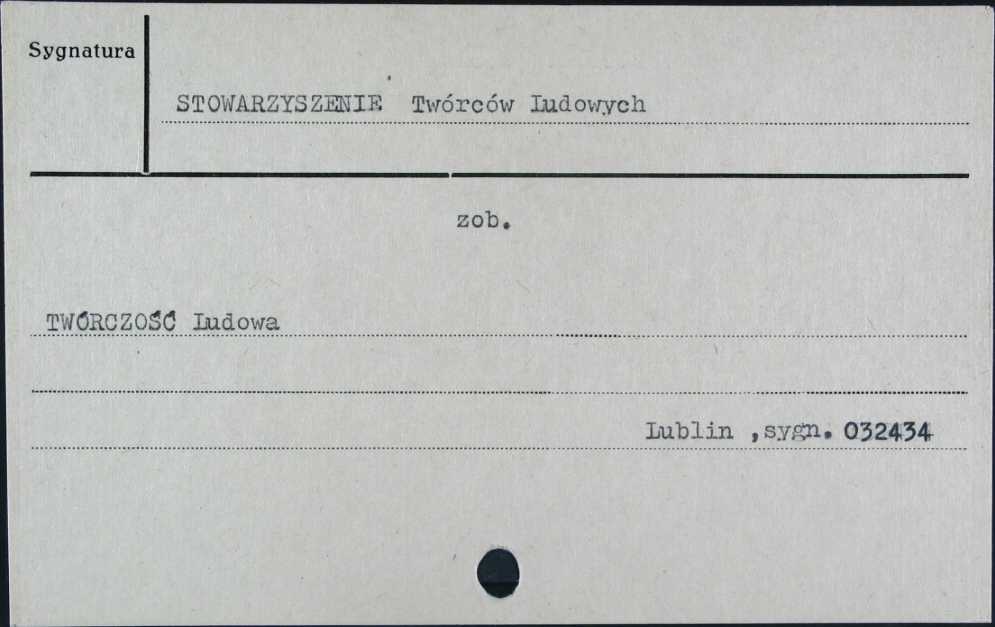 Sygnatura
STOWARZYSZENIE Twórców Ludowych
zob.
TWÓRCZOŚĆ Ludowa
Lublin ,sygn. 032434